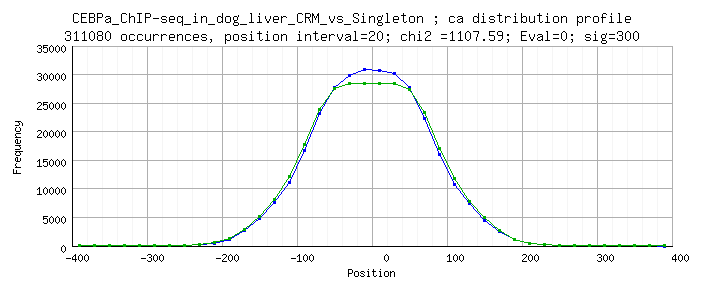 CEBPa_ChIP-seq_in_dog_liver_CRM_vs_Singleton ; ca distribution profile
311080 occurrences, position interval=20; chi2 =1107.59; Eval=0; sig=300
35000
30000
25000
20000
15000
10000
5000
0
Frequency
-400 -300 -200 -100 0 100 200 300 400
Position